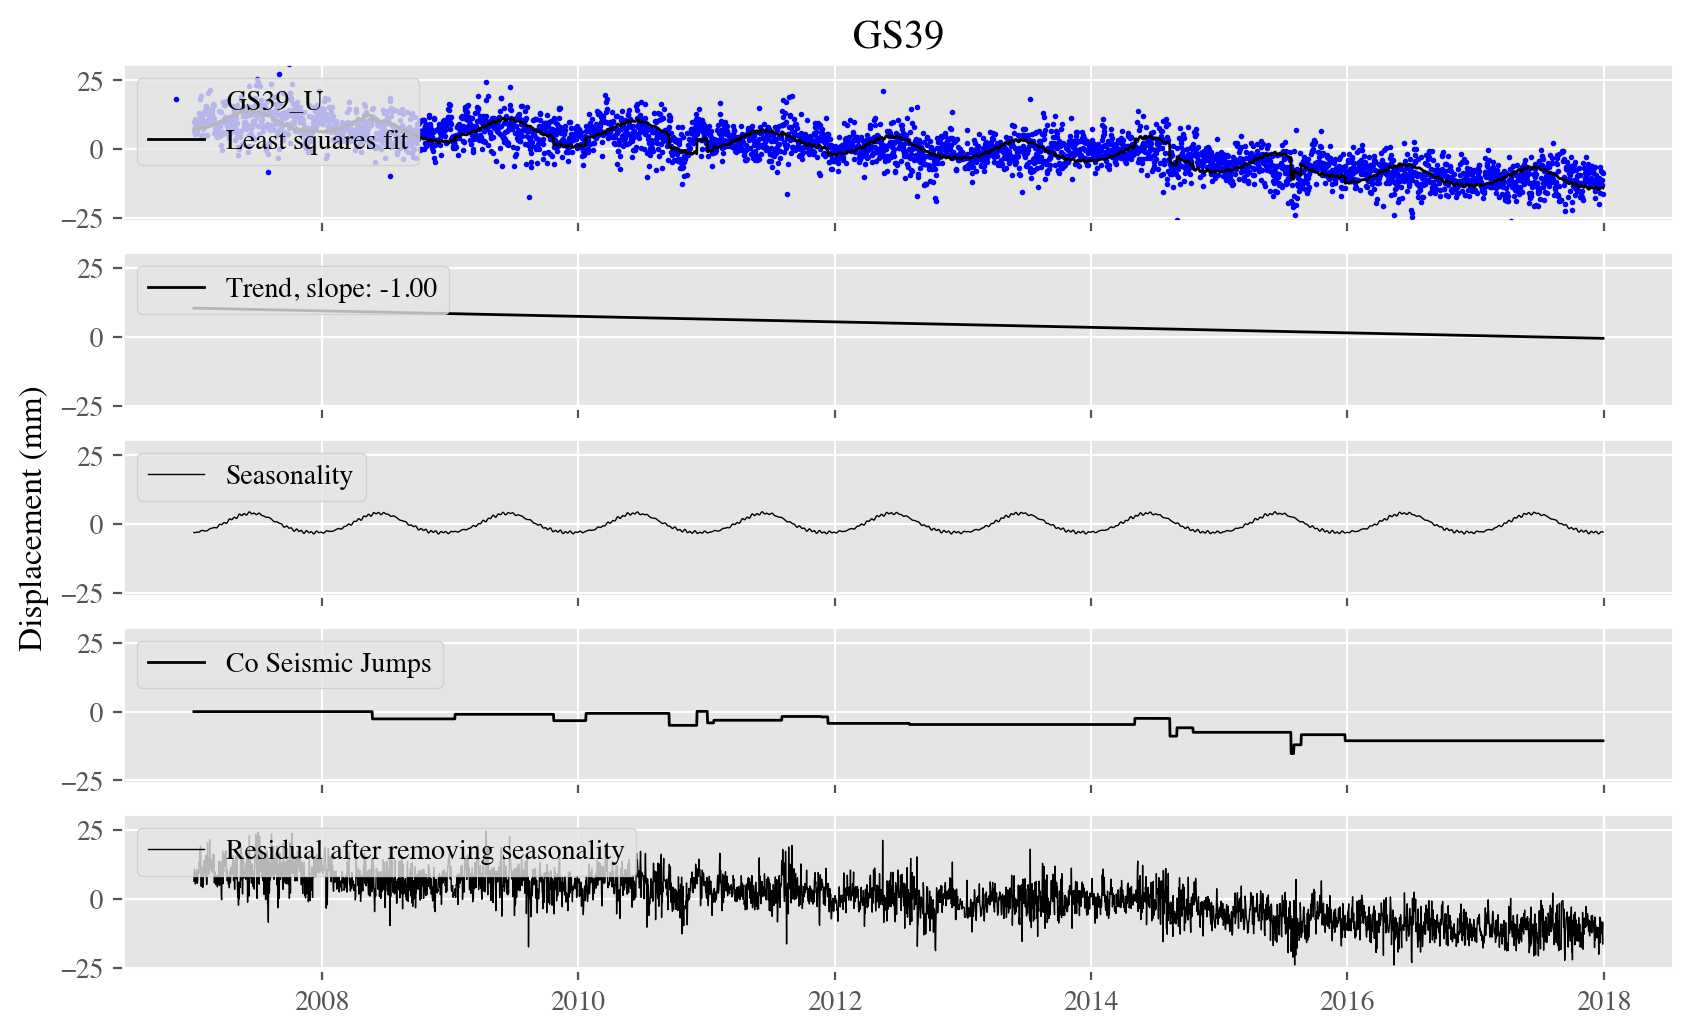 GS39
25
0
−25
GS39_U
Least squares fit
25
0
−25
Trend, slope: -1.00
Displacement (mm)
25
0
−25
Seasonality
25
0
−25
Co Seismic Jumps
25
0
−25
Residual after removing seasonality
2008 2010 2012 2014 2016 2018